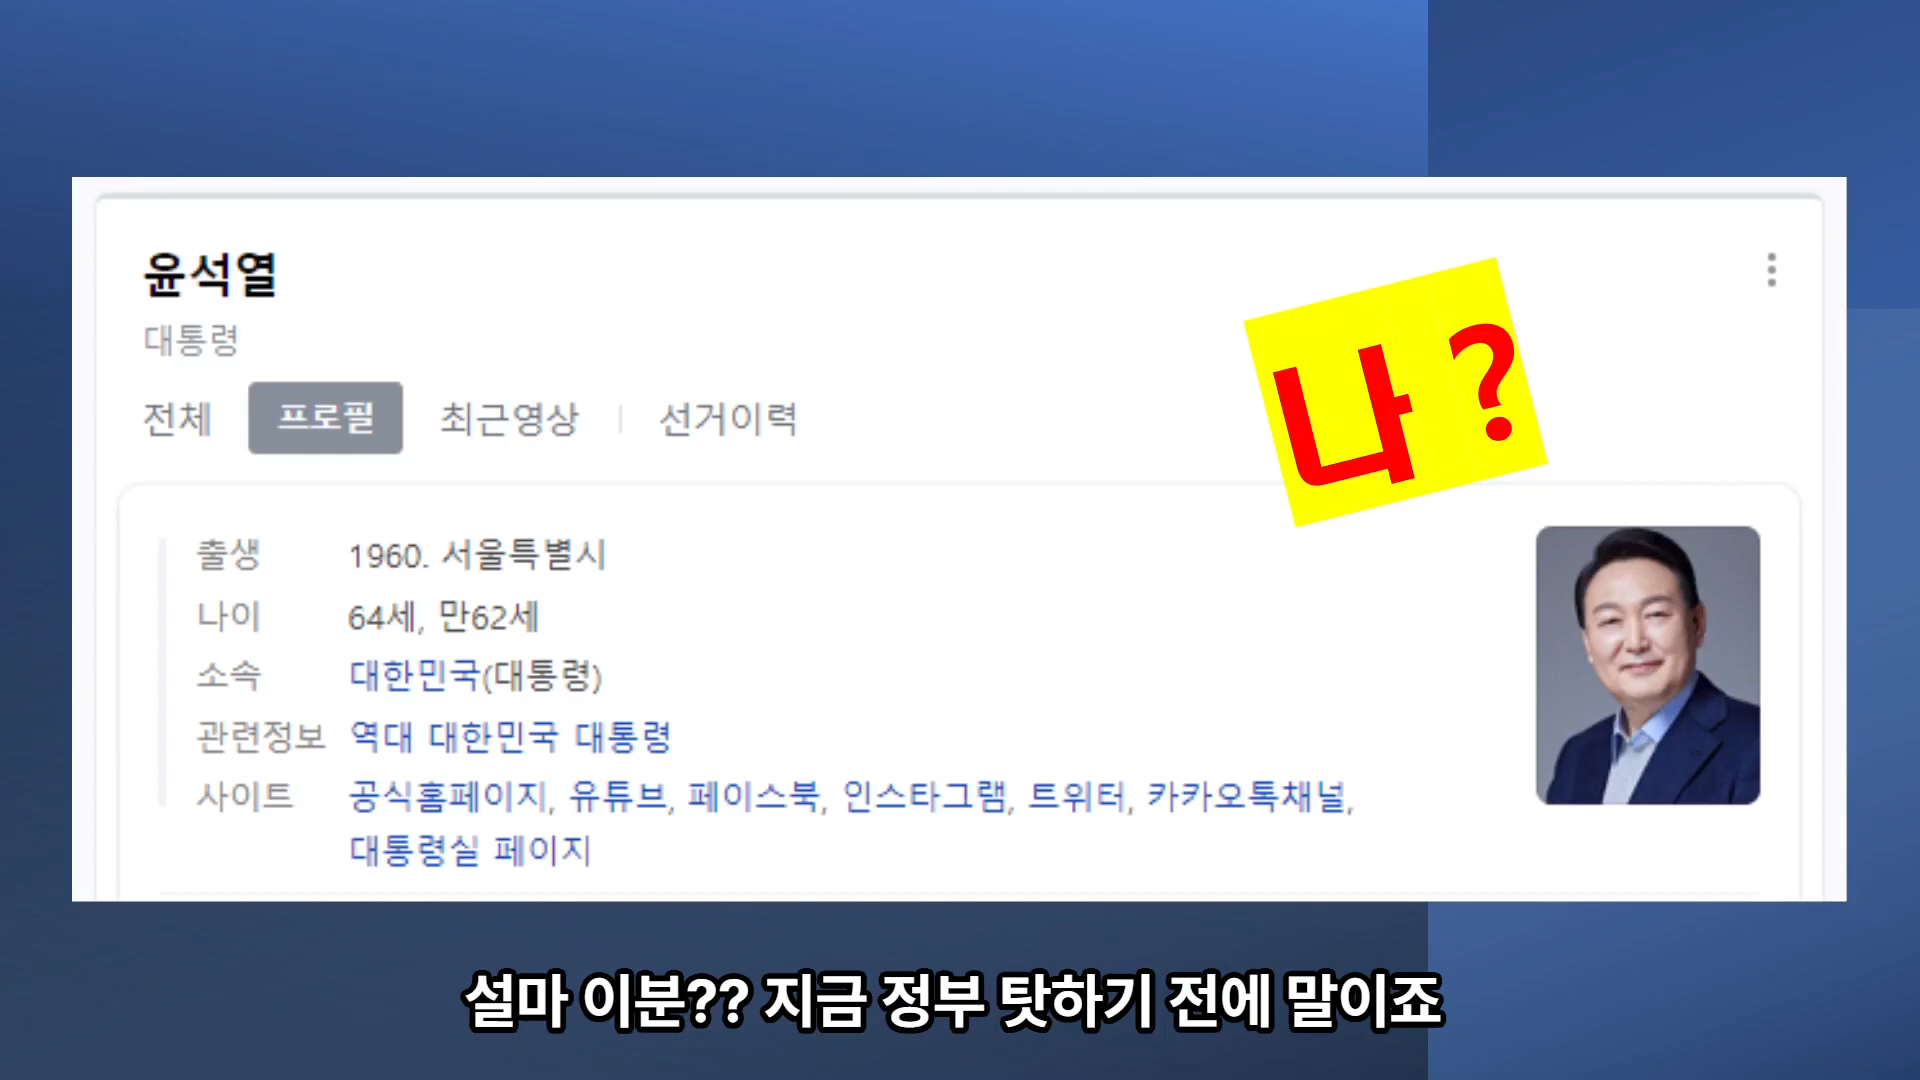 윤석열
대통령
전체 프로필 최근영상 선거이력
나?
출생 1960. 서울특별시
나이 64세, 만62세
소속 대한민국(대통령)
관련정보 역대 대한민국 대통령
사이트 공식홈페이지, 유튜브, 페이스북, 인스타그램, 트위터, 카카오톡채널,
대통령실 페이지
설마 이분?? 지금 정부 탓하기 전에 말이죠